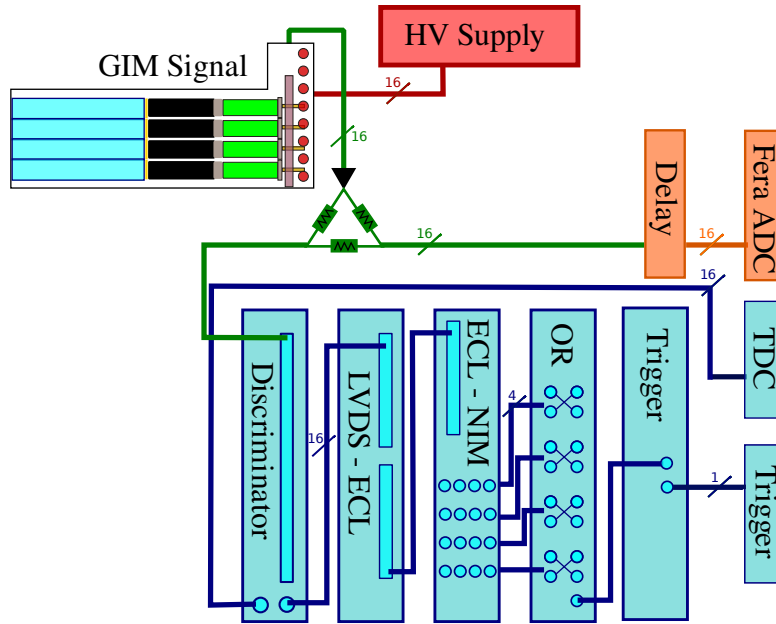 HV Supply
GIM Signal
16
16
Delay
Fera ADC
16
16
16
Discriminator
LVDS - ECL
ECL - NIM
OR
Trigger
TDC
16
4
1
Trigger